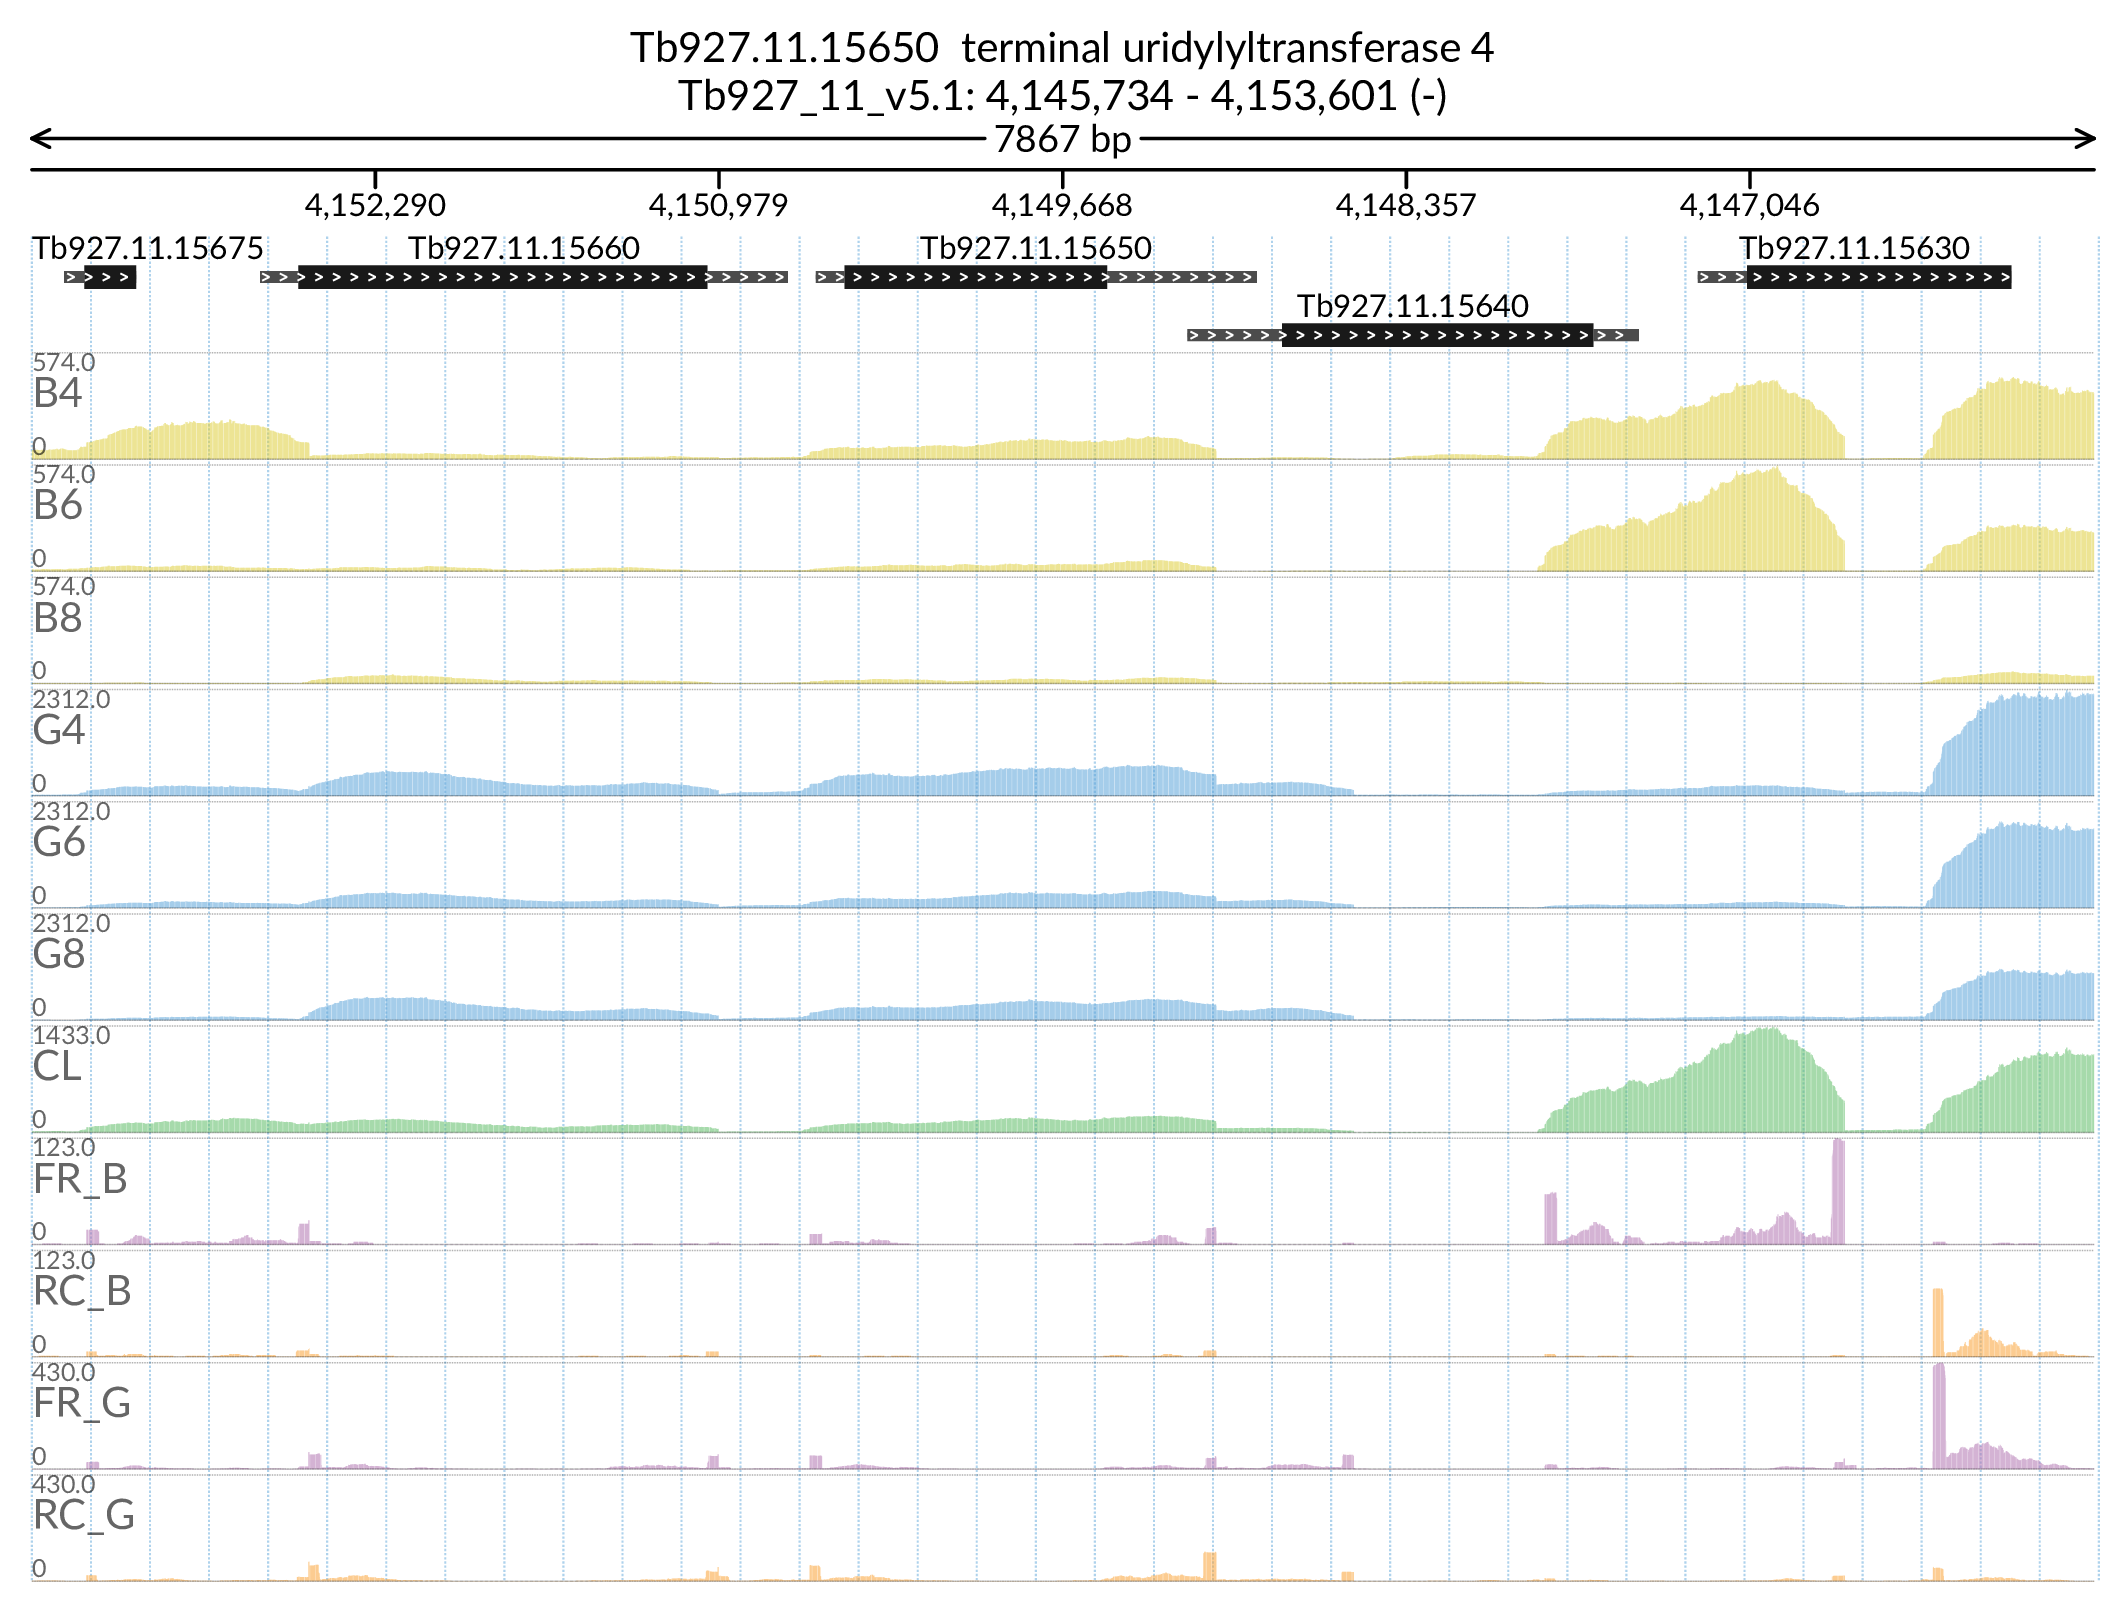 Tb927.11.15650 terminal uridylyltransferase 4
Tb927_11_v5.1: 4,145,734 - 4,153,601 (-)
7867 bp
4,152,290 4,150,979 4,149,668 4,148,357 4,147,046
Tb927.11.15675 Tb927.11.15660 Tb927.11.15650 Tb927.11.15630
Tb927.11.15640
574.0
B4
0
574.0
B6
0
574.0
B8
0
2312.0
G4
0
2312.0
G6
0
2312.0
G8
0
1433.0
CL
0
123.0
FR_B
0
123.0
RC_B
0
430.0
FR_G
0
430.0
RC_G
0